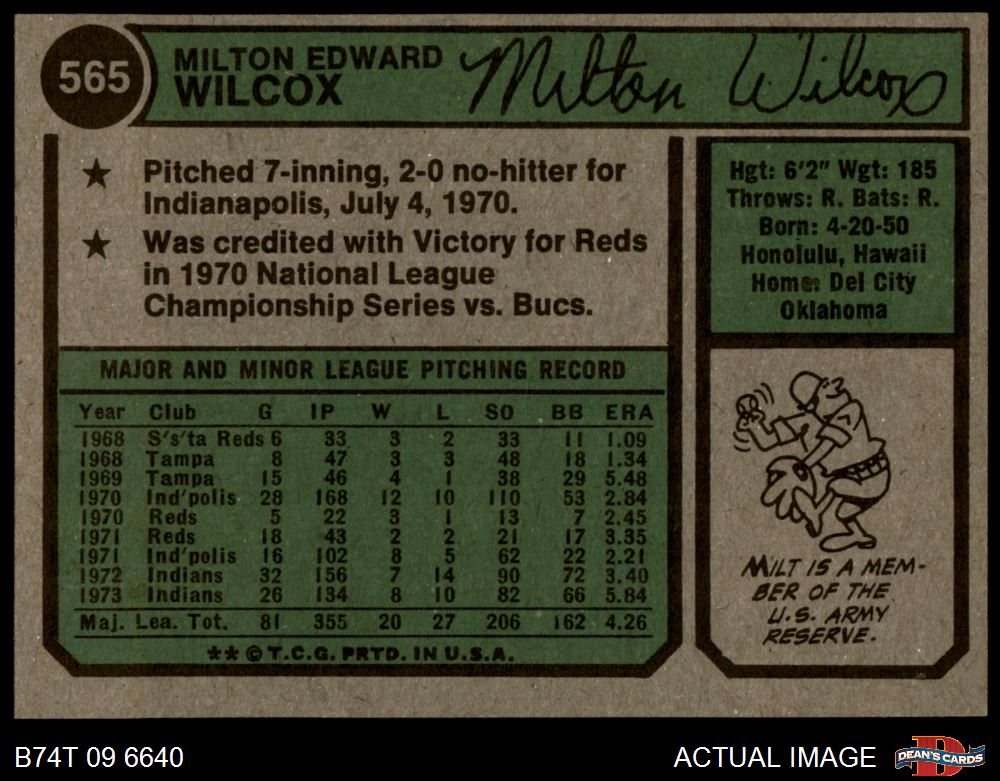 565
MILTON EDWARD
WILCOX
Milton Wilcox
★ Pitched 7-inning, 2-0 no-hitter for
Indianapolis, July 4, 1970.
★ Was credited with Victory for Reds
in 1970 National League
Championship Series vs. Bucs.
Hgt: 6'2" Wgt: 185
Throws: R. Bats: R.
Born: 4-20-50
Honolulu, Hawaii
Home: Del City
Oklahoma
MAJOR AND MINOR LEAGUE PITCHING RECORD
Year Club G IP W L SO BB ERA
1968 S's'ta Reds 6 33 3 2 33 11 1.09
1968 Tampa 8 47 3 3 48 18 1.34
1969 Tampa 15 46 4 1 38 29 5.48
1970 Ind'polis 28 168 12 10 110 53 2.84
1970 Reds 5 22 3 1 13 7 2.45
1971 Reds 18 43 2 2 21 17 3.35
1971 Ind'polis 16 102 8 5 62 22 2.21
1972 Indians 32 156 7 14 90 72 3.40
1973 Indians 26 134 8 10 82 66 5.84
Maj. Lea. Tot. 81 355 20 27 206 162 4.26
** © T.C.G. PRTD. IN U.S.A.
MILT IS A MEM-
BER OF THE
U.S. ARMY
RESERVE.
B74T 09 6640
ACTUAL IMAGE
D
DEAN'S CARDS